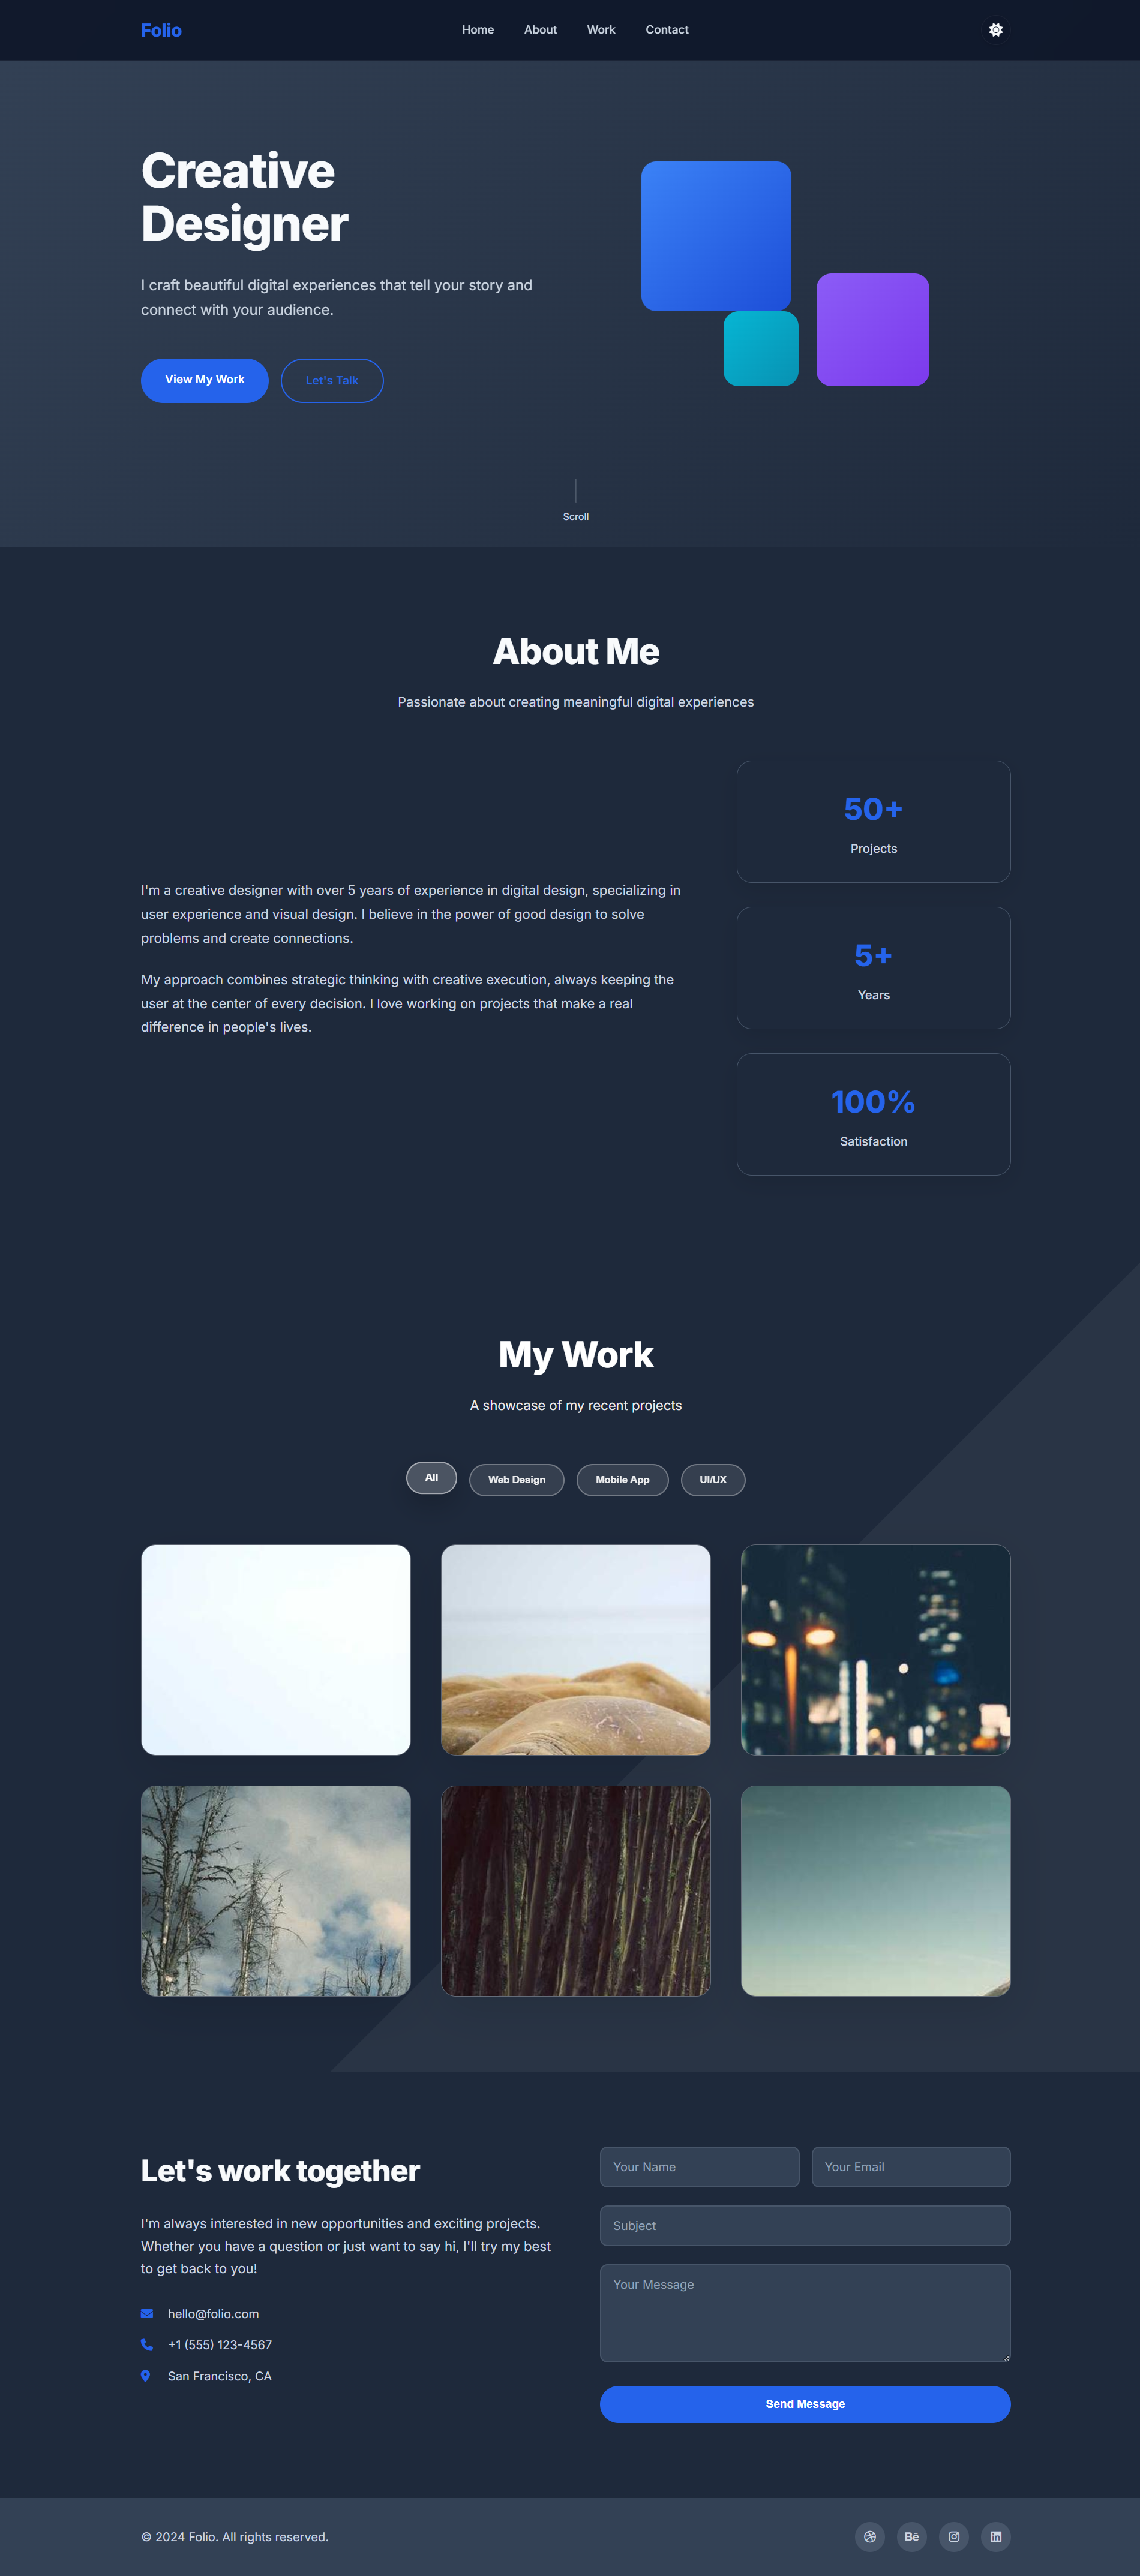 Folio
Home
About
Work
Contact
Creative
Designer
I craft beautiful digital experiences that tell your story and
connect with your audience.
View My Work
Let's Talk
Scroll
About Me
Passionate about creating meaningful digital experiences
I'm a creative designer with over 5 years of experience in digital design, specializing in
user experience and visual design. I believe in the power of good design to solve
problems and create connections.
My approach combines strategic thinking with creative execution, always keeping the
user at the center of every decision. I love working on projects that make a real
difference in people's lives.
50+
Projects
5+
Years
100%
Satisfaction
My Work
A showcase of my recent projects
All
Web Design
Mobile App
UI/UX
Let's work together
I'm always interested in new opportunities and exciting projects.
Whether you have a question or just want to say hi, I'll try my best
to get back to you!
hello@folio.com
+1 (555) 123-4567
San Francisco, CA
Your Name
Your Email
Subject
Your Message
Send Message
© 2024 Folio. All rights reserved.